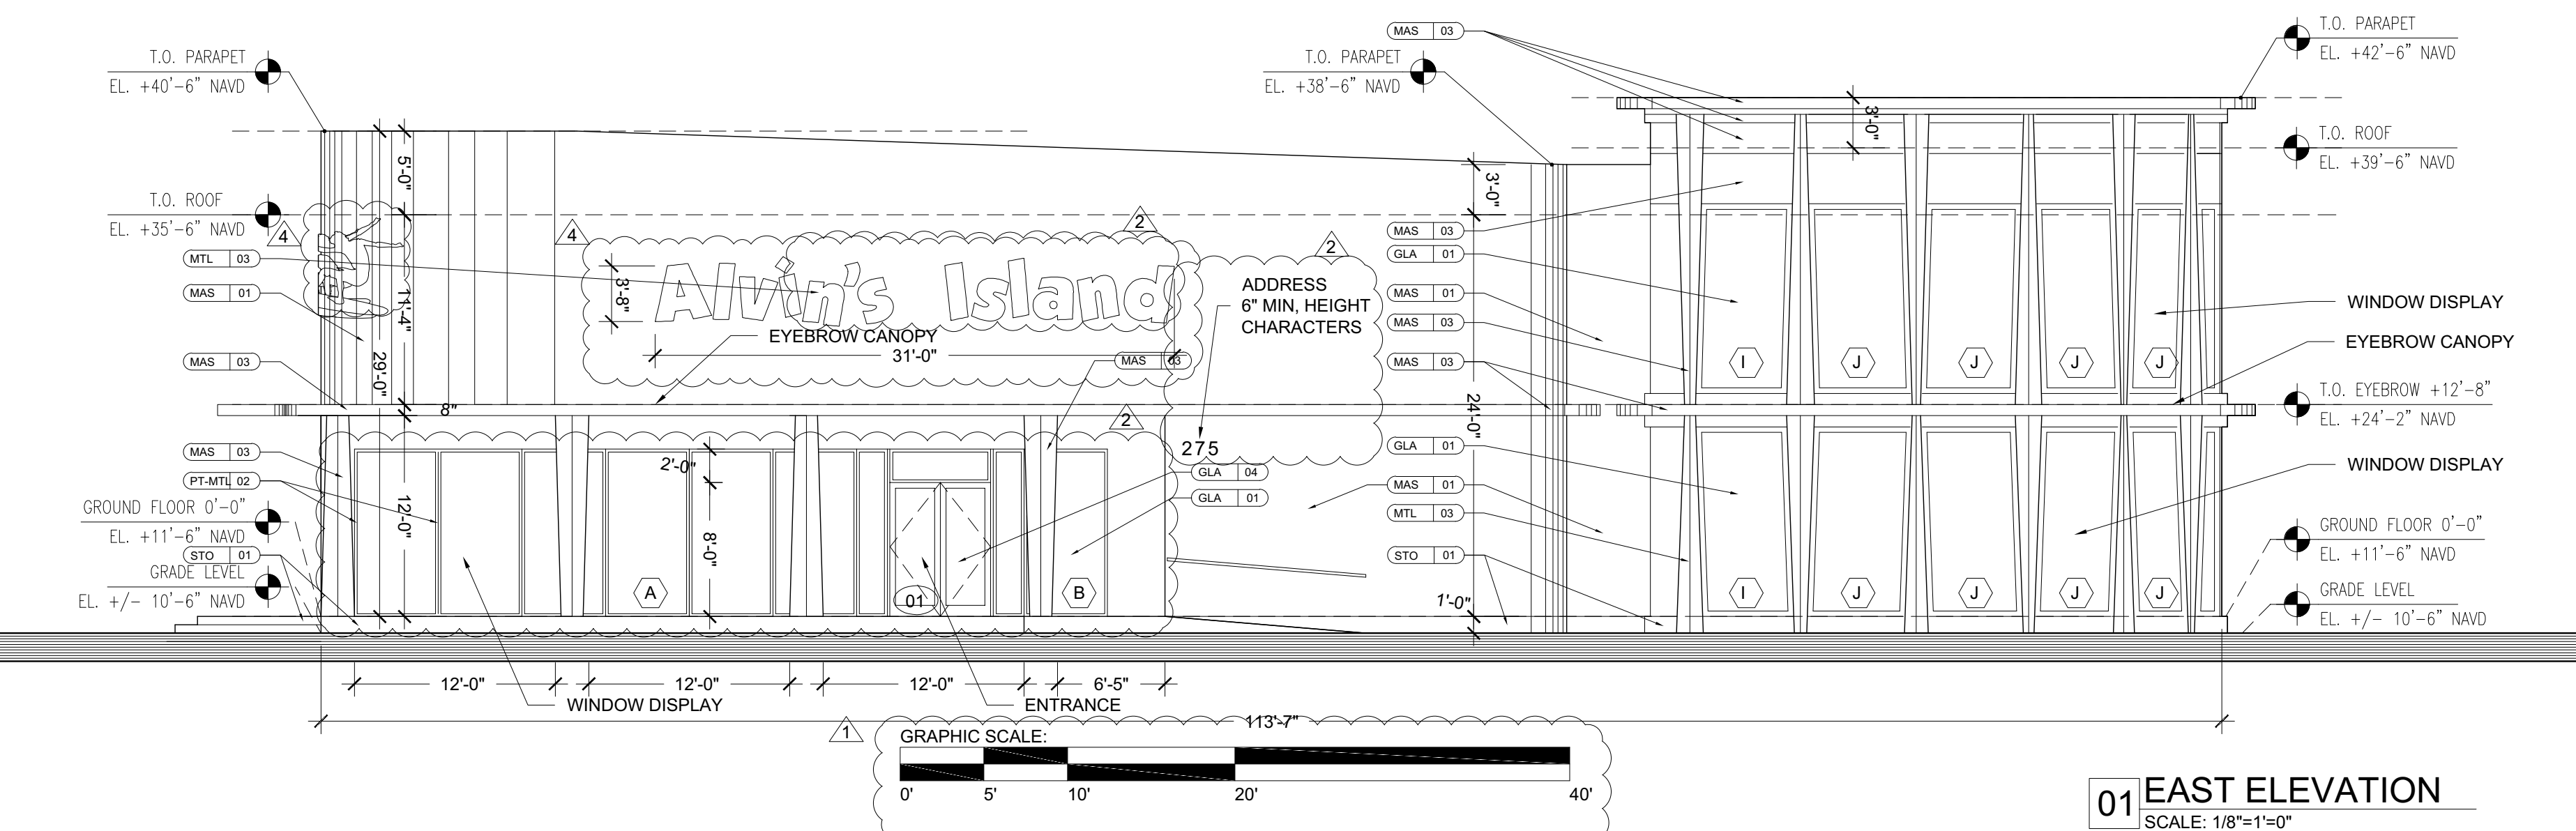 T.O. PARAPET
EL. +40'-6" NAVD
T.O. ROOF
EL. +35'-6" NAVD
4
MTL 03
MAS 01
MAS 03
MAS 03
PT-MTL 02
GROUND FLOOR 0'-0"
EL. +11'-6" NAVD
STO 01
GRADE LEVEL
EL. +/- 10'-6" NAVD
5'-0"
11'-4"
29'-0"
8"
12'-0"
4
2
3'-8"
Alvin's Island
EYEBROW CANOPY
31'-0"
MAS 03
2
ADDRESS
6" MIN, HEIGHT
CHARACTERS
275
2
2'-0"
8'-0"
GLA 04
GLA 01
A
01
B
T.O. PARAPET
EL. +38'-6" NAVD
MAS 03
3'-0"
24'-0"
1'-0"
MAS 03
GLA 01
MAS 01
MAS 03
MAS 03
GLA 01
MAS 01
MTL 03
STO 01
3'-0"
I J J J J
I J J J J
T.O. PARAPET
EL. +42'-6" NAVD
T.O. ROOF
EL. +39'-6" NAVD
WINDOW DISPLAY
EYEBROW CANOPY
T.O. EYEBROW +12'-8"
EL. +24'-2" NAVD
WINDOW DISPLAY
GROUND FLOOR 0'-0"
EL. +11'-6" NAVD
GRADE LEVEL
EL. +/- 10'-6" NAVD
12'-0" 12'-0" 12'-0" 6'-5"
WINDOW DISPLAY
ENTRANCE
113'-7"
1
GRAPHIC SCALE:
0' 5' 10' 20' 40'
01 EAST ELEVATION
SCALE: 1/8"=1'=0"